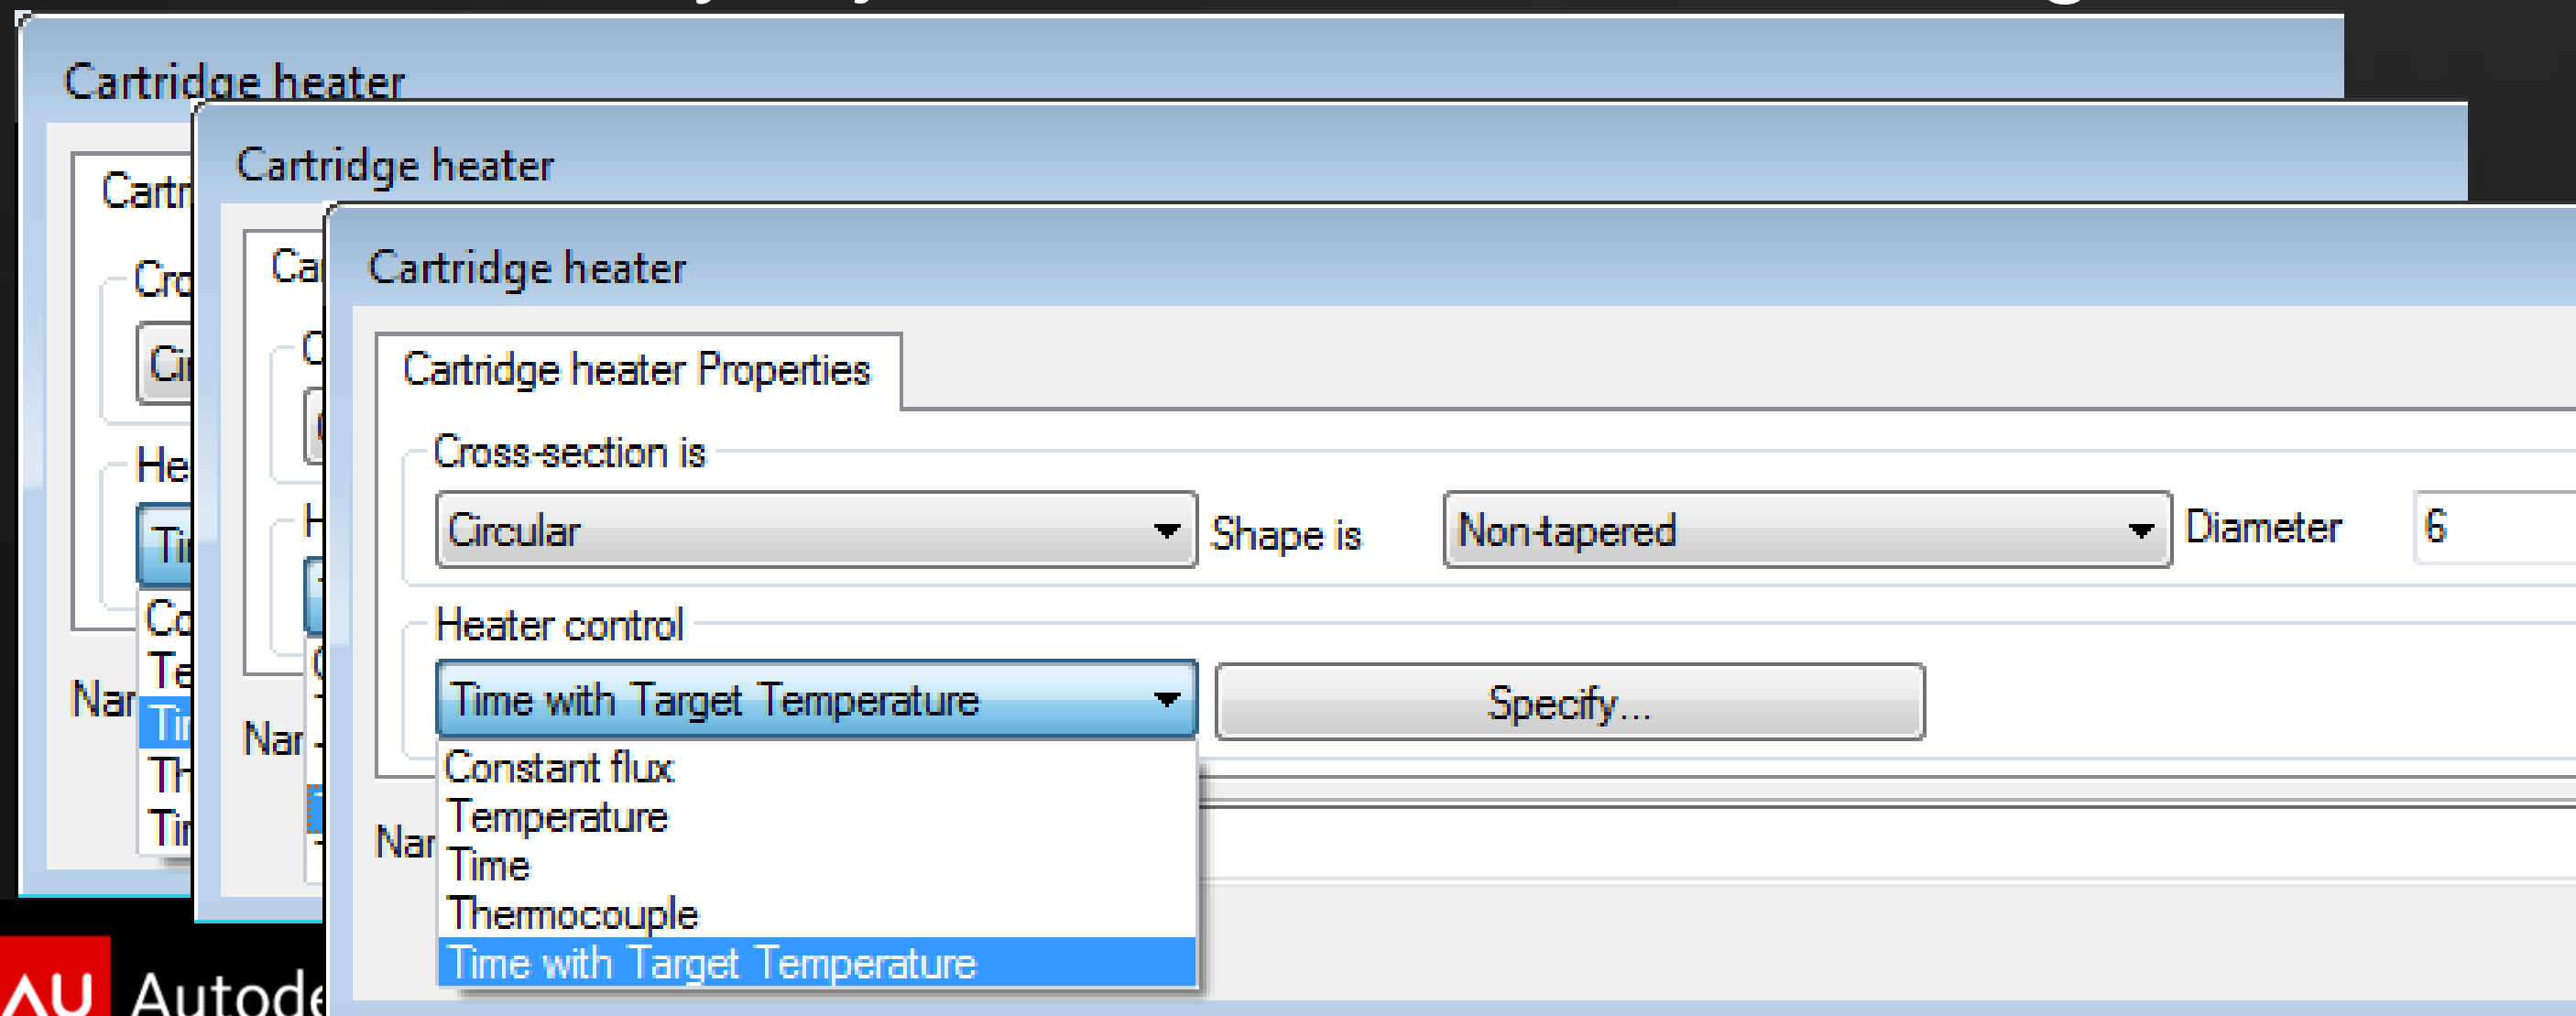 Cartridge heater
Cartridge heater
Cartridge heater
Cartridge heater Properties
Cross-section is
Circular Shape is Non-tapered Diameter 6
Heater control
Time with Target Temperature Specify...
Constant flux
Temperature
Time
Thermocouple
Time with Target Temperature
AU